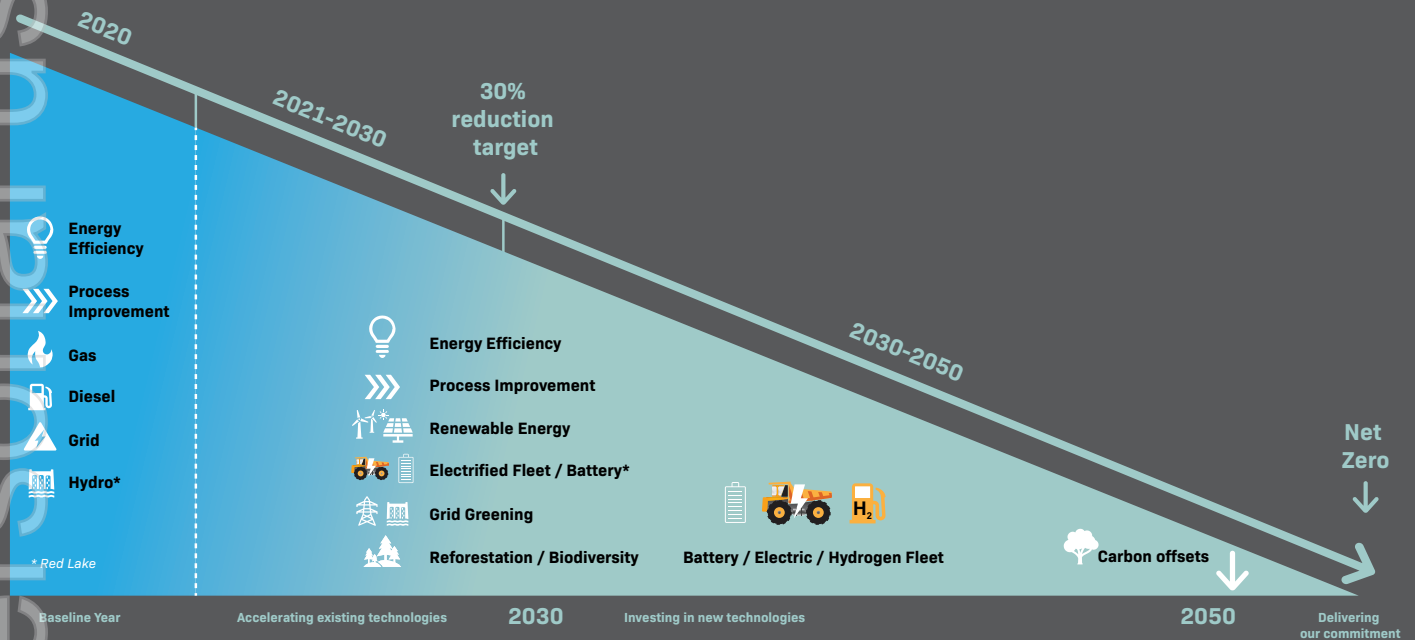 2020
2021-2030
30%
reduction
target
2030-2050
Net
Zero
Energy
Efficiency
Process
Improvement
Gas
Diesel
Grid
Hydro*
* Red Lake
Energy Efficiency
Process Improvement
Renewable Energy
Electrified Fleet / Battery*
Grid Greening
Reforestation / Biodiversity
H2
Battery / Electric / Hydrogen Fleet
Carbon offsets
Baseline Year
Accelerating existing technologies
2030
Investing in new technologies
2050
Delivering
our commitment